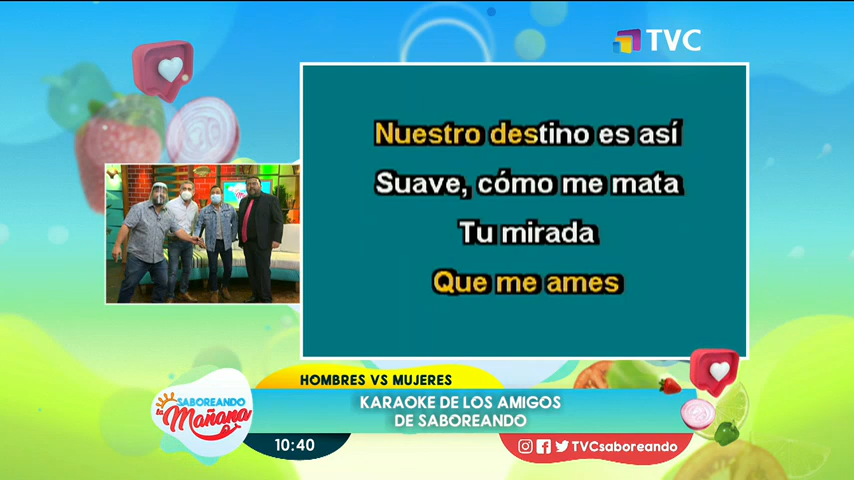 TVC
Nuestro destino es así
Suave, cómo me mata
Tu mirada
Que me ames
HOMBRES VS MUJERES
SABOREANDO
Mañana
KARAOKE DE LOS AMIGOS
DE SABOREANDO
10:40
TVCsaboreando